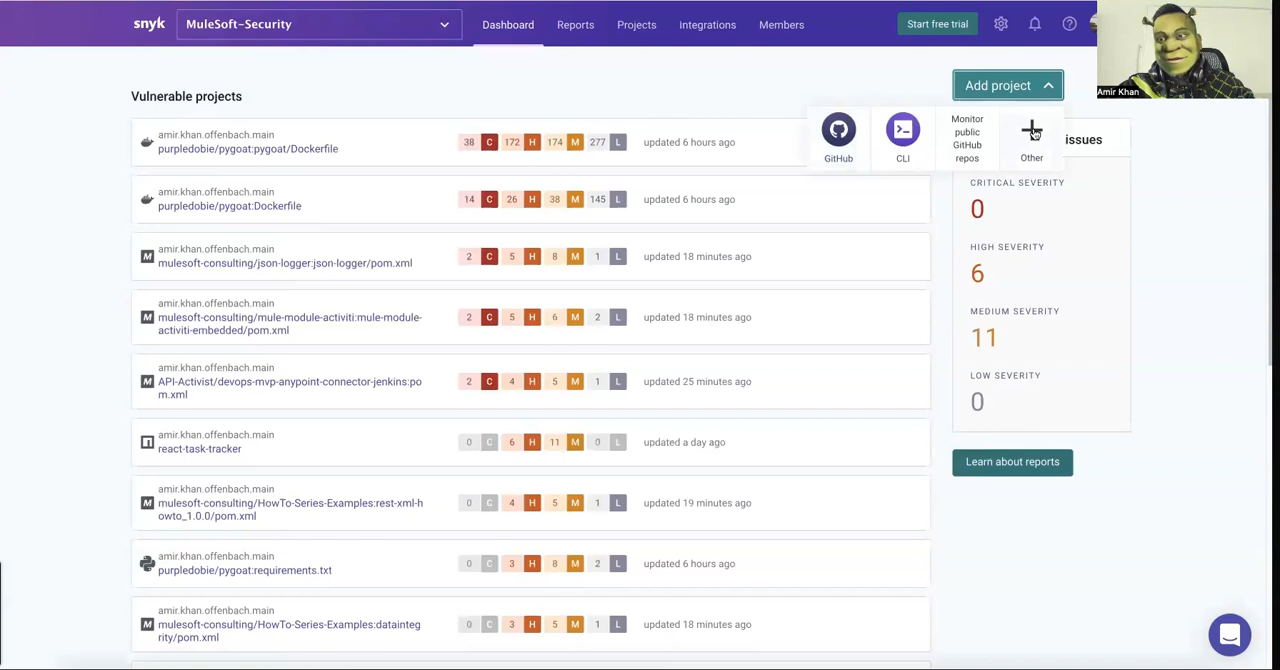 snyk
MuleSoft-Security
Dashboard
Reports
Projects
Integrations
Members
Start free trial
Amir Khan
Vulnerable projects
Add project
GitHub
CLI
Monitor
public
GitHub
repos
Other
issues
CRITICAL SEVERITY
0
HIGH SEVERITY
6
MEDIUM SEVERITY
11
LOW SEVERITY
0
Learn about reports
amir.khan.offenbach.main
purpledobie/pygoat:pygoat/Dockerfile
38 C 172 H 174 M 277 L updated 6 hours ago
amir.khan.offenbach.main
purpledobie/pygoat:Dockerfile
14 C 26 H 38 M 145 L updated 6 hours ago
amir.khan.offenbach.main
mulesoft-consulting/json-logger:json-logger/pom.xml
2 C 5 H 8 M 1 L updated 18 minutes ago
amir.khan.offenbach.main
mulesoft-consulting/mule-module-activiti:mule-module-
activiti-embedded/pom.xml
2 C 5 H 6 M 2 L updated 18 minutes ago
amir.khan.offenbach.main
API-Activist/devops-mvp-anypoint-connector-jenkins:po
m.xml
2 C 4 H 5 M 1 L updated 25 minutes ago
amir.khan.offenbach.main
react-task-tracker
0 C 6 H 11 M 0 L updated a day ago
amir.khan.offenbach.main
mulesoft-consulting/HowTo-Series-Examples:rest-xml-h
owto_1.0.0/pom.xml
0 C 4 H 5 M 1 L updated 19 minutes ago
amir.khan.offenbach.main
purpledobie/pygoat:requirements.txt
0 C 3 H 8 M 2 L updated 6 hours ago
amir.khan.offenbach.main
mulesoft-consulting/HowTo-Series-Examples:datainteg
rity/pom.xml
0 C 3 H 5 M 1 L updated 18 minutes ago